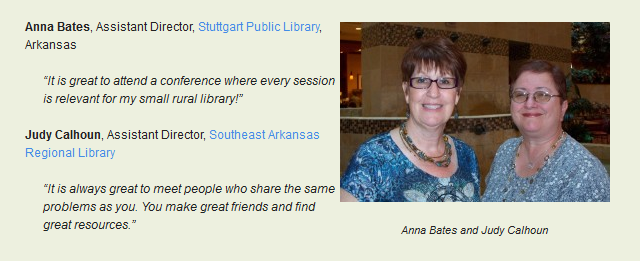 Anna Bates, Assistant Director, Stuttgart Public Library,
Arkansas
“It is great to attend a conference where every session
is relevant for my small rural library!”
Judy Calhoun, Assistant Director, Southeast Arkansas
Regional Library
“It is always great to meet people who share the same
problems as you. You make great friends and find
great resources.”
Anna Bates and Judy Calhoun